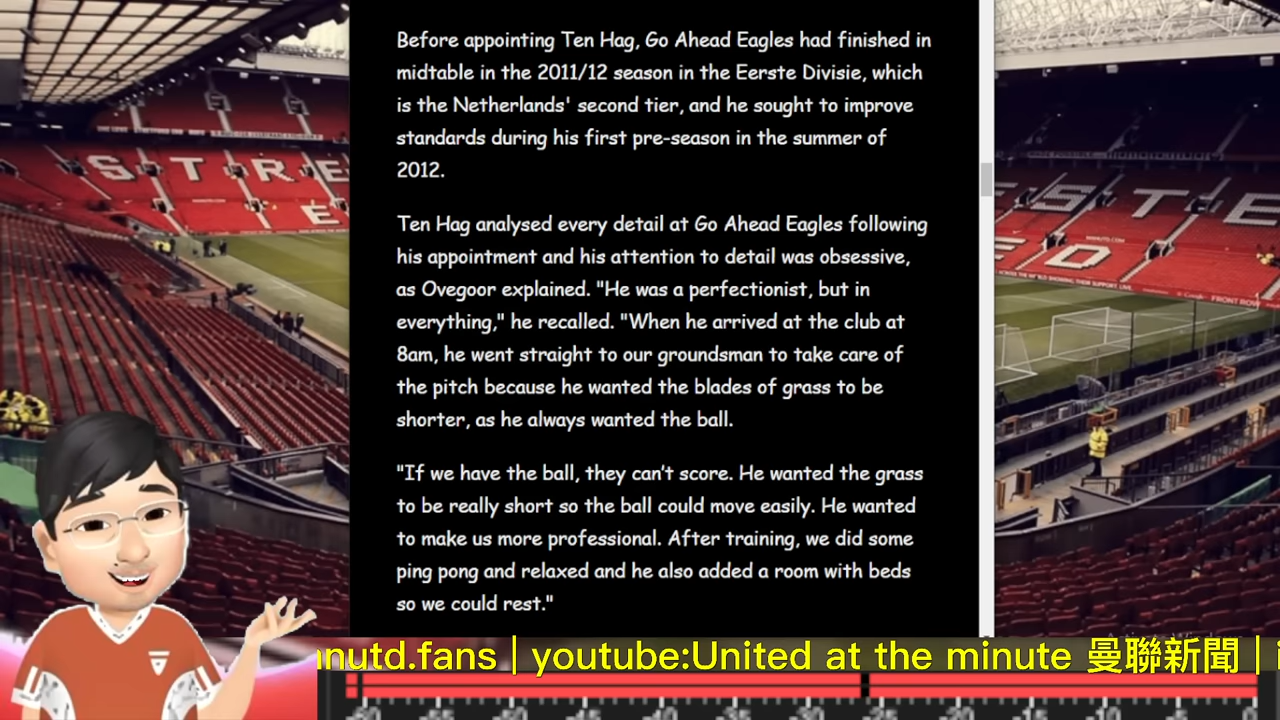 Before appointing Ten Hag, Go Ahead Eagles had finished in
midtable in the 2011/12 season in the Eerste Divisie, which
is the Netherlands' second tier, and he sought to improve
standards during his first pre-season in the summer of
2012.
Ten Hag analysed every detail at Go Ahead Eagles following
his appointment and his attention to detail was obsessive,
as Ovegoor explained. "He was a perfectionist, but in
everything," he recalled. "When he arrived at the club at
8am, he went straight to our groundsman to take care of
the pitch because he wanted the blades of grass to be
shorter, as he always wanted the ball.
"If we have the ball, they can't score. He wanted the grass
to be really short so the ball could move easily. He wanted
to make us more professional. After training, we did some
ping pong and relaxed and he also added a room with beds
so we could rest."
STRE
E
STE
ED
nutd.fans | youtube:United at the minute 曼聯新聞 |